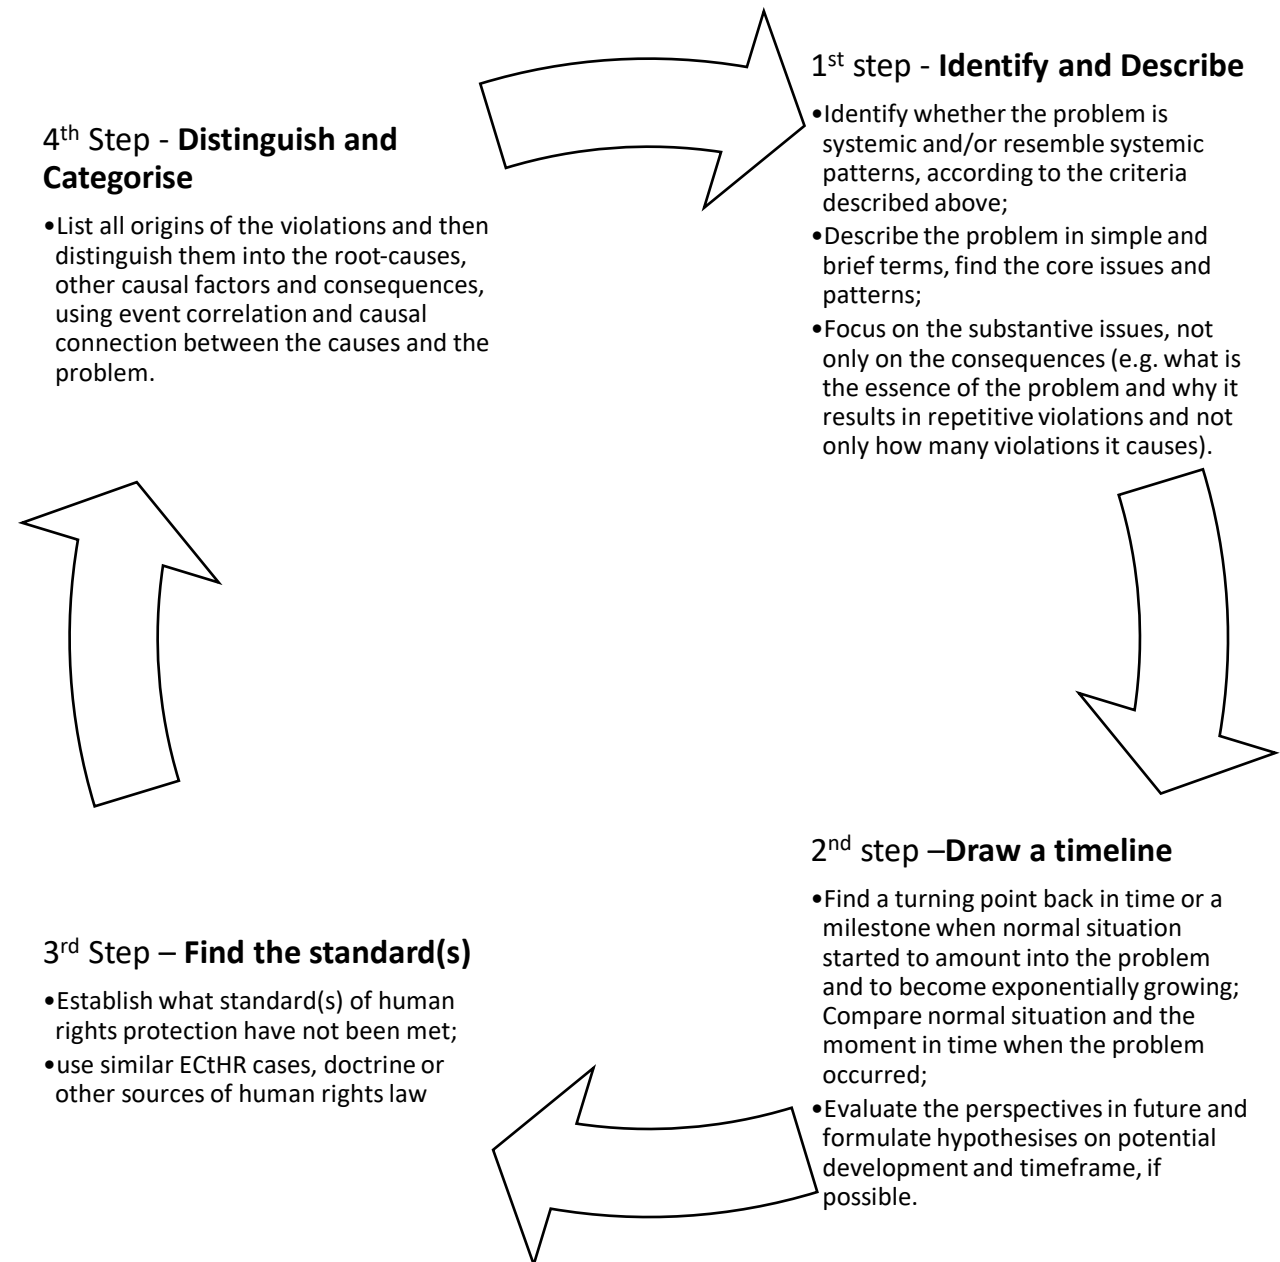 1st step - Identify and Describe
•Identify whether the problem is
systemic and/or resemble systemic
patterns, according to the criteria
described above;
•Describe the problem in simple and
brief terms, find the core issues and
patterns;
•Focus on the substantive issues, not
only on the consequences (e.g. what is
the essence of the problem and why it
results in repetitive violations and not
only how many violations it causes).
2nd step –Draw a timeline
•Find a turning point back in time or a
milestone when normal situation
started to amount into the problem
and to become exponentially growing;
Compare normal situation and the
moment in time when the problem
occurred;
•Evaluate the perspectives in future and
formulate hypothesises on potential
development and timeframe, if
possible.
3rd Step – Find the standard(s)
•Establish what standard(s) of human
rights protection have not been met;
•use similar ECtHR cases, doctrine or
other sources of human rights law
4th Step - Distinguish and
Categorise
•List all origins of the violations and then
distinguish them into the root-causes,
other causal factors and consequences,
using event correlation and causal
connection between the causes and the
problem.